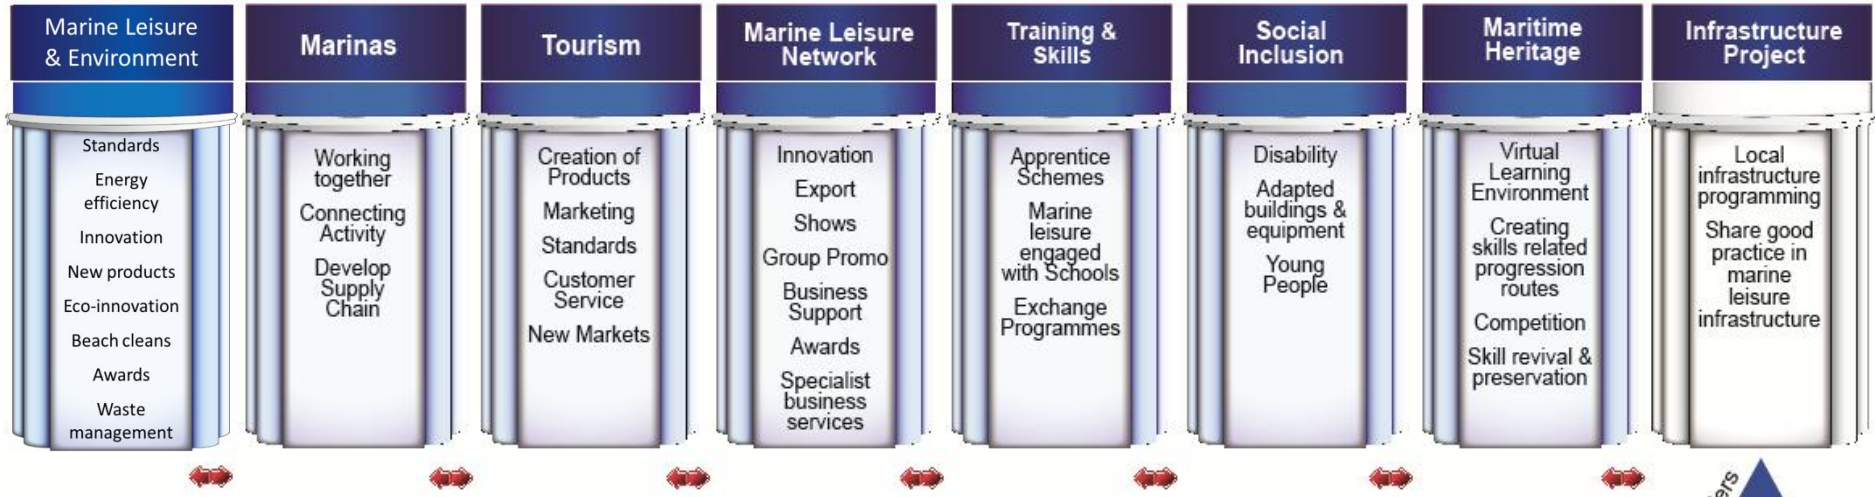 Marine Leisure
& Environment
Standards
Energy
efficiency
Innovation
New products
Eco-innovation
Beach cleans
Awards
Waste
management
Marinas
Working
together
Connecting
Activity
Develop
Supply
Chain
Tourism
Creation of
Products
Marketing
Standards
Customer
Service
New Markets
Marine Leisure
Network
Innovation
Export
Shows
Group Promo
Business
Support
Awards
Specialist
business
services
Training &
Skills
Apprentice
Schemes
Marine
leisure
engaged
with Schools
Exchange
Programmes
Social
Inclusion
Disability
Adapted
buildings &
equipment
Young
People
Maritime
Heritage
Virtual
Learning
Environment
Creating
skills related
progression
routes
Competition
Skill revival &
preservation
Infrastructure
Project
Local
infrastructure
programming
Share good
practice in
marine
leisure
infrastructure